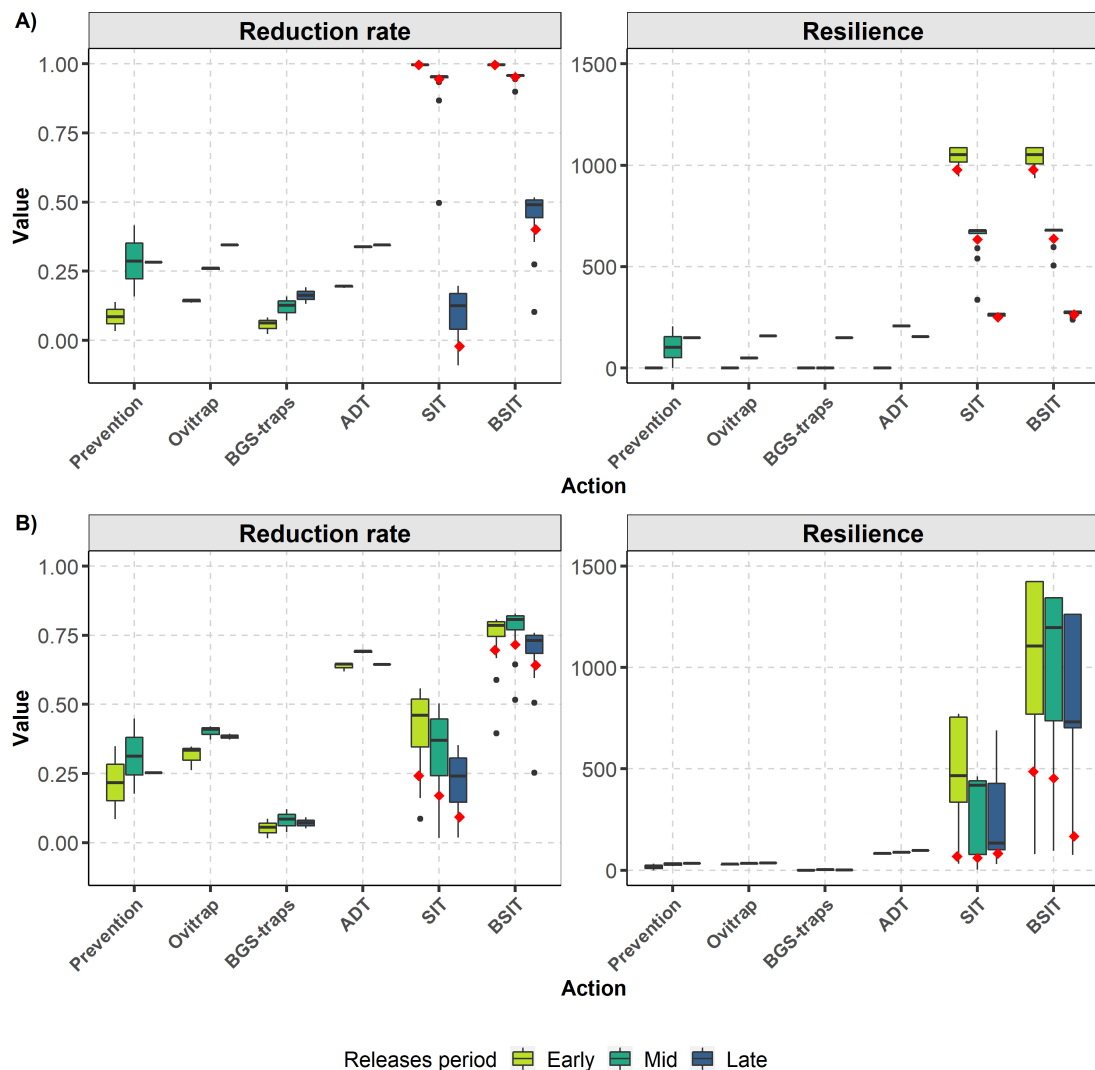 A)
Reduction rate
Resilience
1.00
0.75
0.50
0.25
0.00
Value
1500
1000
500
0
Prevention
Ovitrap
BGS-traps
ADT
SIT
BSIT
Prevention
Ovitrap
BGS-traps
ADT
SIT
BSIT
Action
B)
Reduction rate
Resilience
1.00
0.75
0.50
0.25
0.00
Value
1500
1000
500
0
Prevention
Ovitrap
BGS-traps
ADT
SIT
BSIT
Prevention
Ovitrap
BGS-traps
ADT
SIT
BSIT
Action
Releases period Early Mid Late